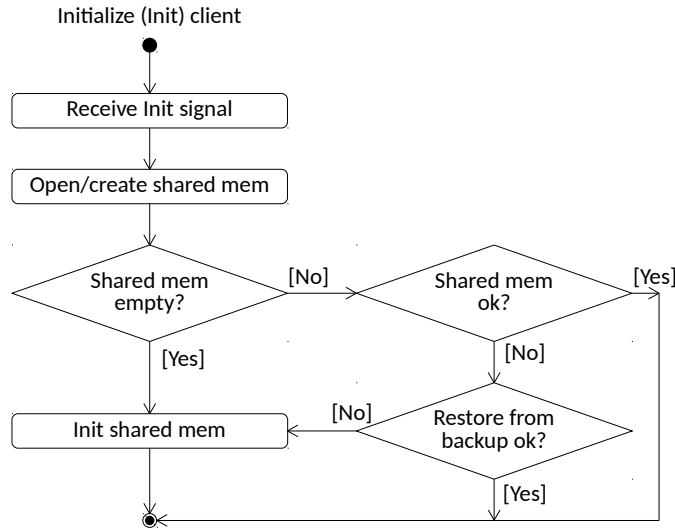 Initialize (Init) client
Receive Init signal
Open/create shared mem
Shared mem
empty?
[No]
Shared mem
ok?
[Yes]
[Yes]
[No]
Init shared mem
[No]
Restore from
backup ok?
[Yes]